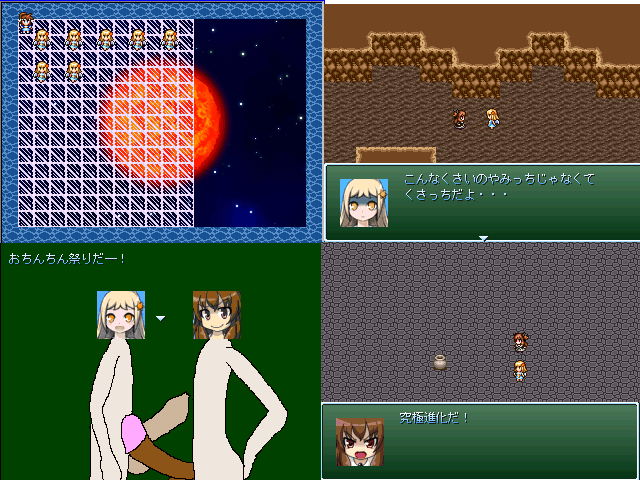 こんなくさいのやみっちじゃなくて
くさっちだよ・・・
おちんちん祭りだー！
究極進化だ！